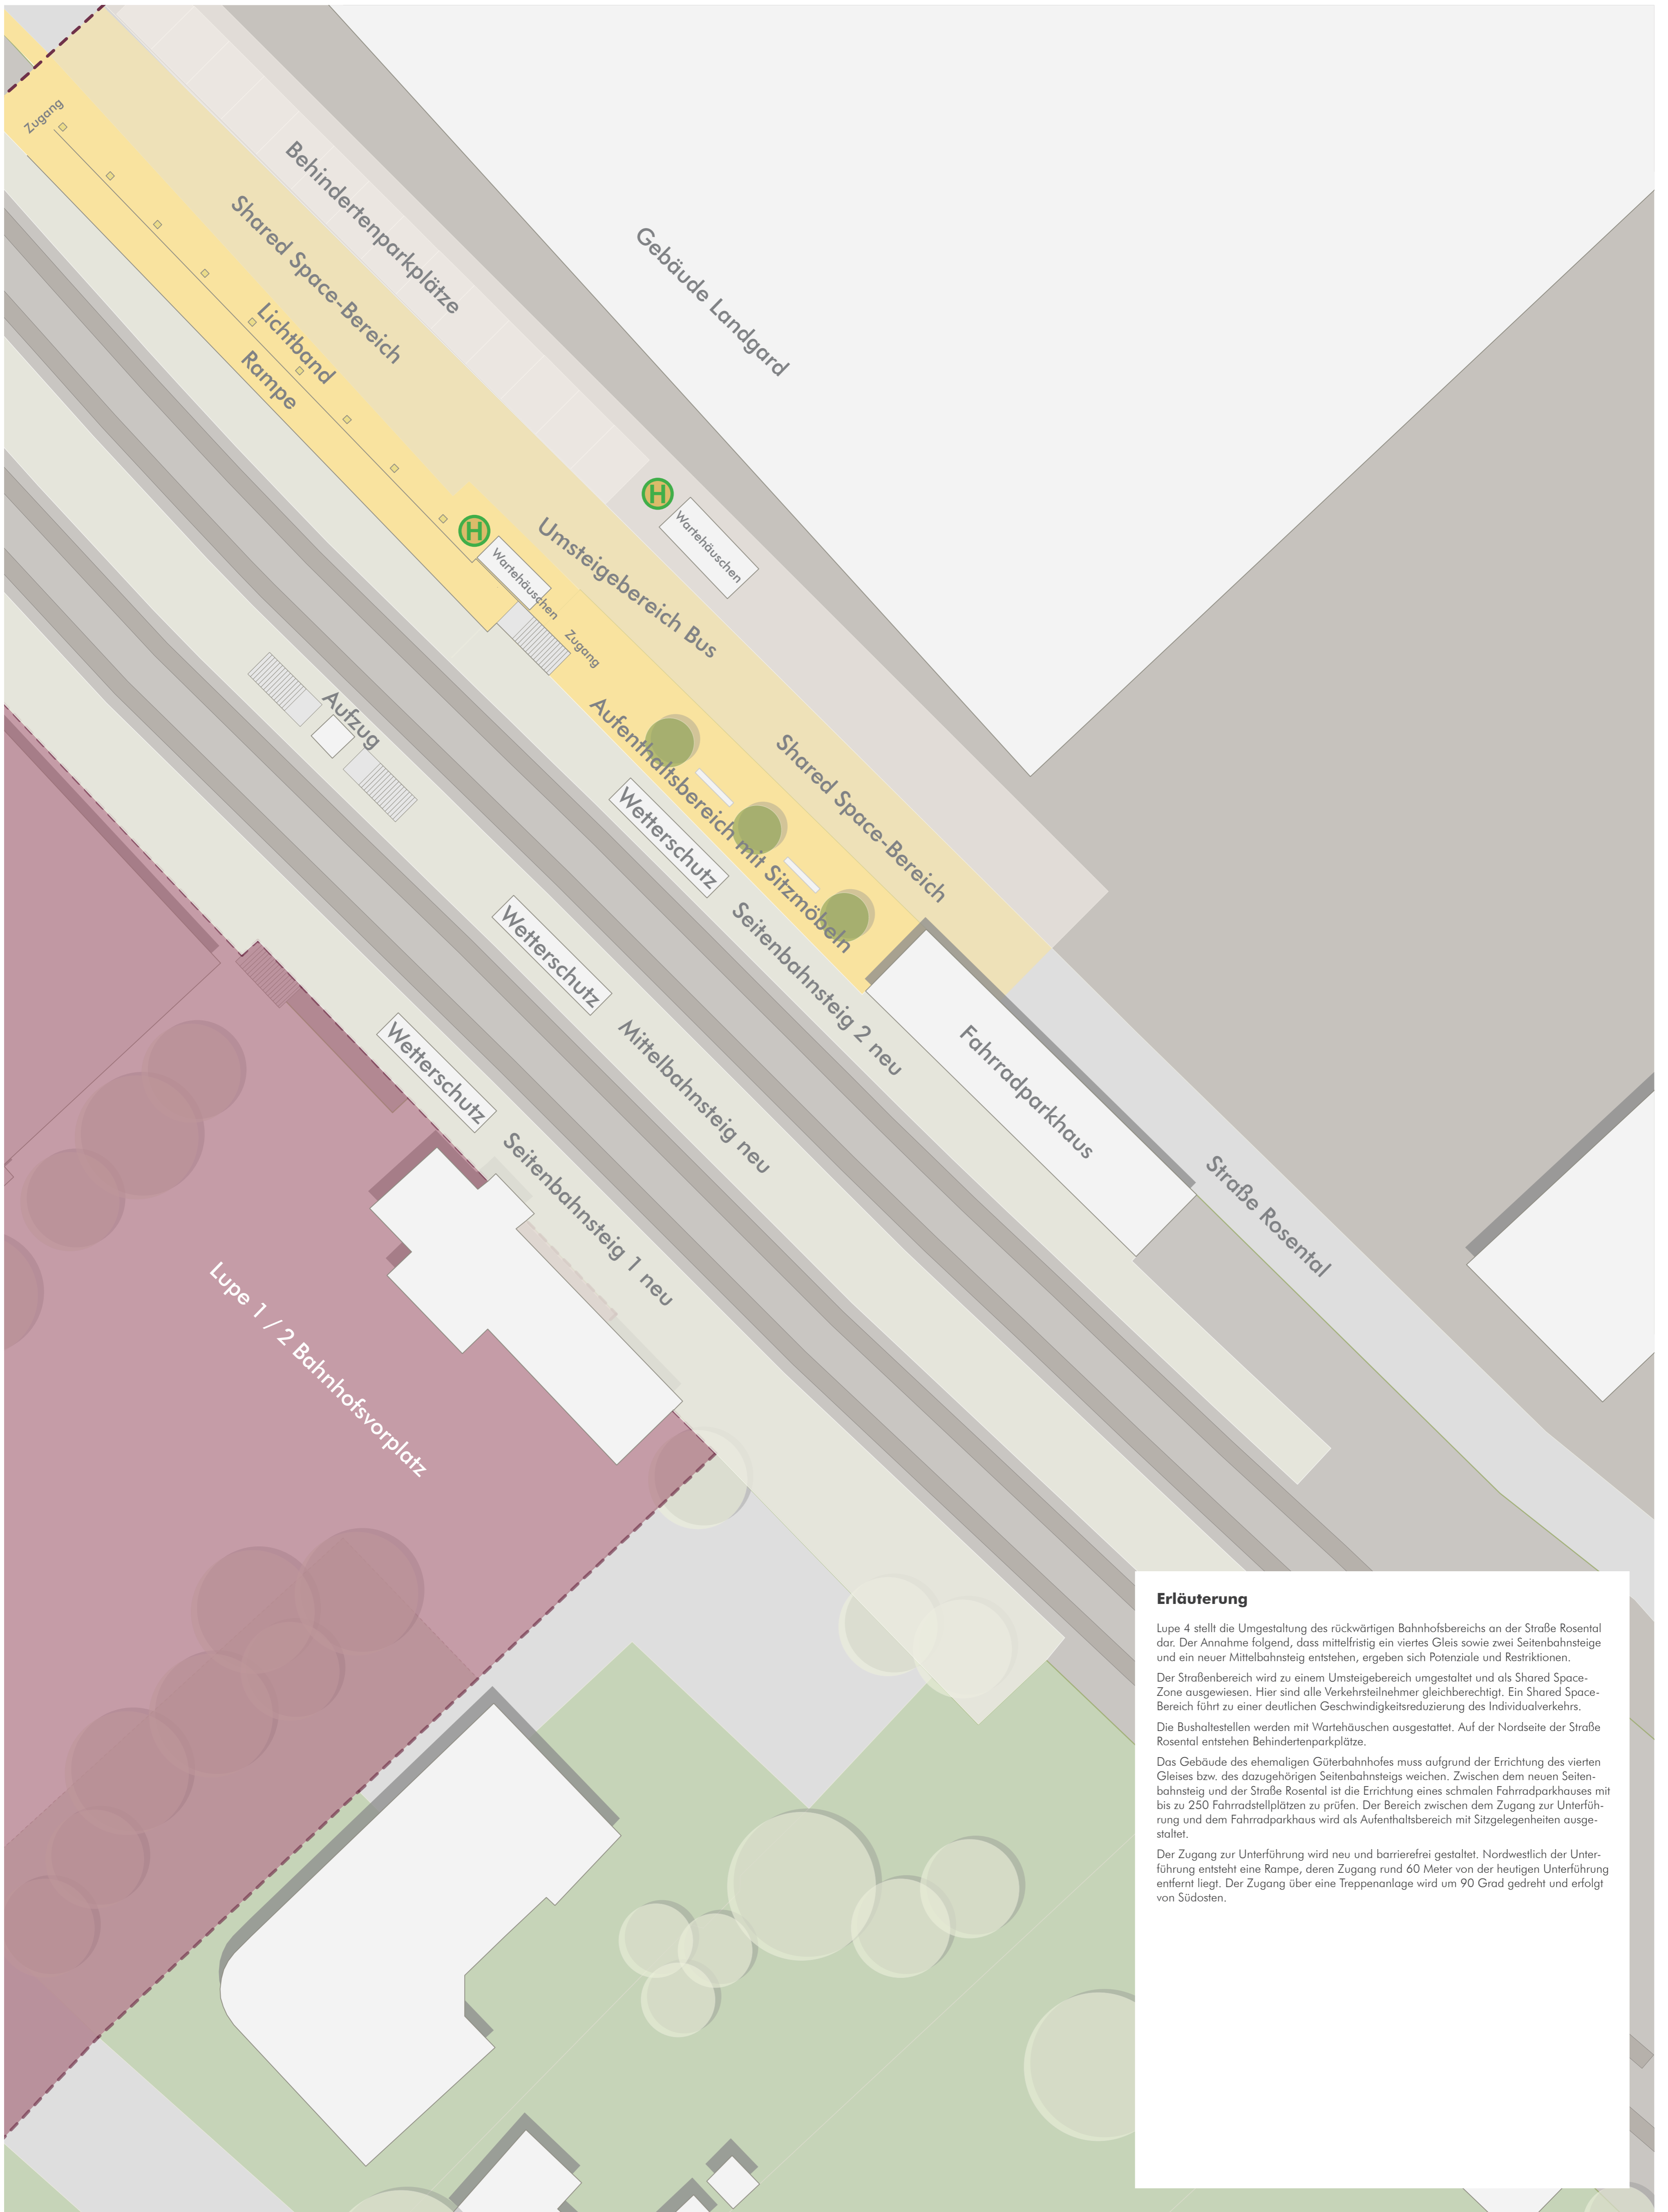 Zugang
Behindertenparkplätze
Shared Space-Bereich
Gebäude Landgard
Lichtband
Rampe
H
H
Wartehäuschen
Wartehäuschen
Umsteigebereich Bus
Zugang
Aufzug
Aufenthaltsbereich mit Sitzmöbeln
Shared Space-Bereich
Wetterschutz
Seitenbahnsteig 2 neu
Wetterschutz
Mittelbahnsteig neu
Fahrradparkhaus
Wetterschutz
Seitenbahnsteig 1 neu
Straße Rosental
Lupe 1 / 2 Bahnhofsvorplatz
Erläuterung
Lupe 4 stellt die Umgestaltung des rückwärtigen Bahnhofsbereichs an der Straße Rosental
dar. Der Annahme folgend, dass mittelfristig ein viertes Gleis sowie zwei Seitenbahnsteige
und ein neuer Mittelbahnsteig entstehen, ergeben sich Potenziale und Restriktionen.
Der Straßenbereich wird zu einem Umsteigebereich umgestaltet und als Shared Space-
Zone ausgewiesen. Hier sind alle Verkehrsteilnehmer gleichberechtigt. Ein Shared Space-
Bereich führt zu einer deutlichen Geschwindigkeitsreduzierung des Individualverkehrs.
Die Bushaltestellen werden mit Wartehäuschen ausgestattet. Auf der Nordseite der Straße
Rosental entstehen Behindertenparkplätze.
Das Gebäude des ehemaligen Güterbahnhofes muss aufgrund der Errichtung des vierten
Gleises bzw. des dazugehörigen Seitenbahnsteigs weichen. Zwischen dem neuen Seiten-
bahnsteig und der Straße Rosental ist die Errichtung eines schmalen Fahrradparkhauses mit
bis zu 250 Fahrradstellplätzen zu prüfen. Der Bereich zwischen dem Zugang zur Unterfüh-
rung und dem Fahrradparkhaus wird als Aufenthaltsbereich mit Sitzgelegenheiten ausge-
staltet.
Der Zugang zur Unterführung wird neu und barrierefrei gestaltet. Nordwestlich der Unter-
führung entsteht eine Rampe, deren Zugang rund 60 Meter von der heutigen Unterführung
entfernt liegt. Der Zugang über eine Treppenanlage wird um 90 Grad gedreht und erfolgt
von Südosten.